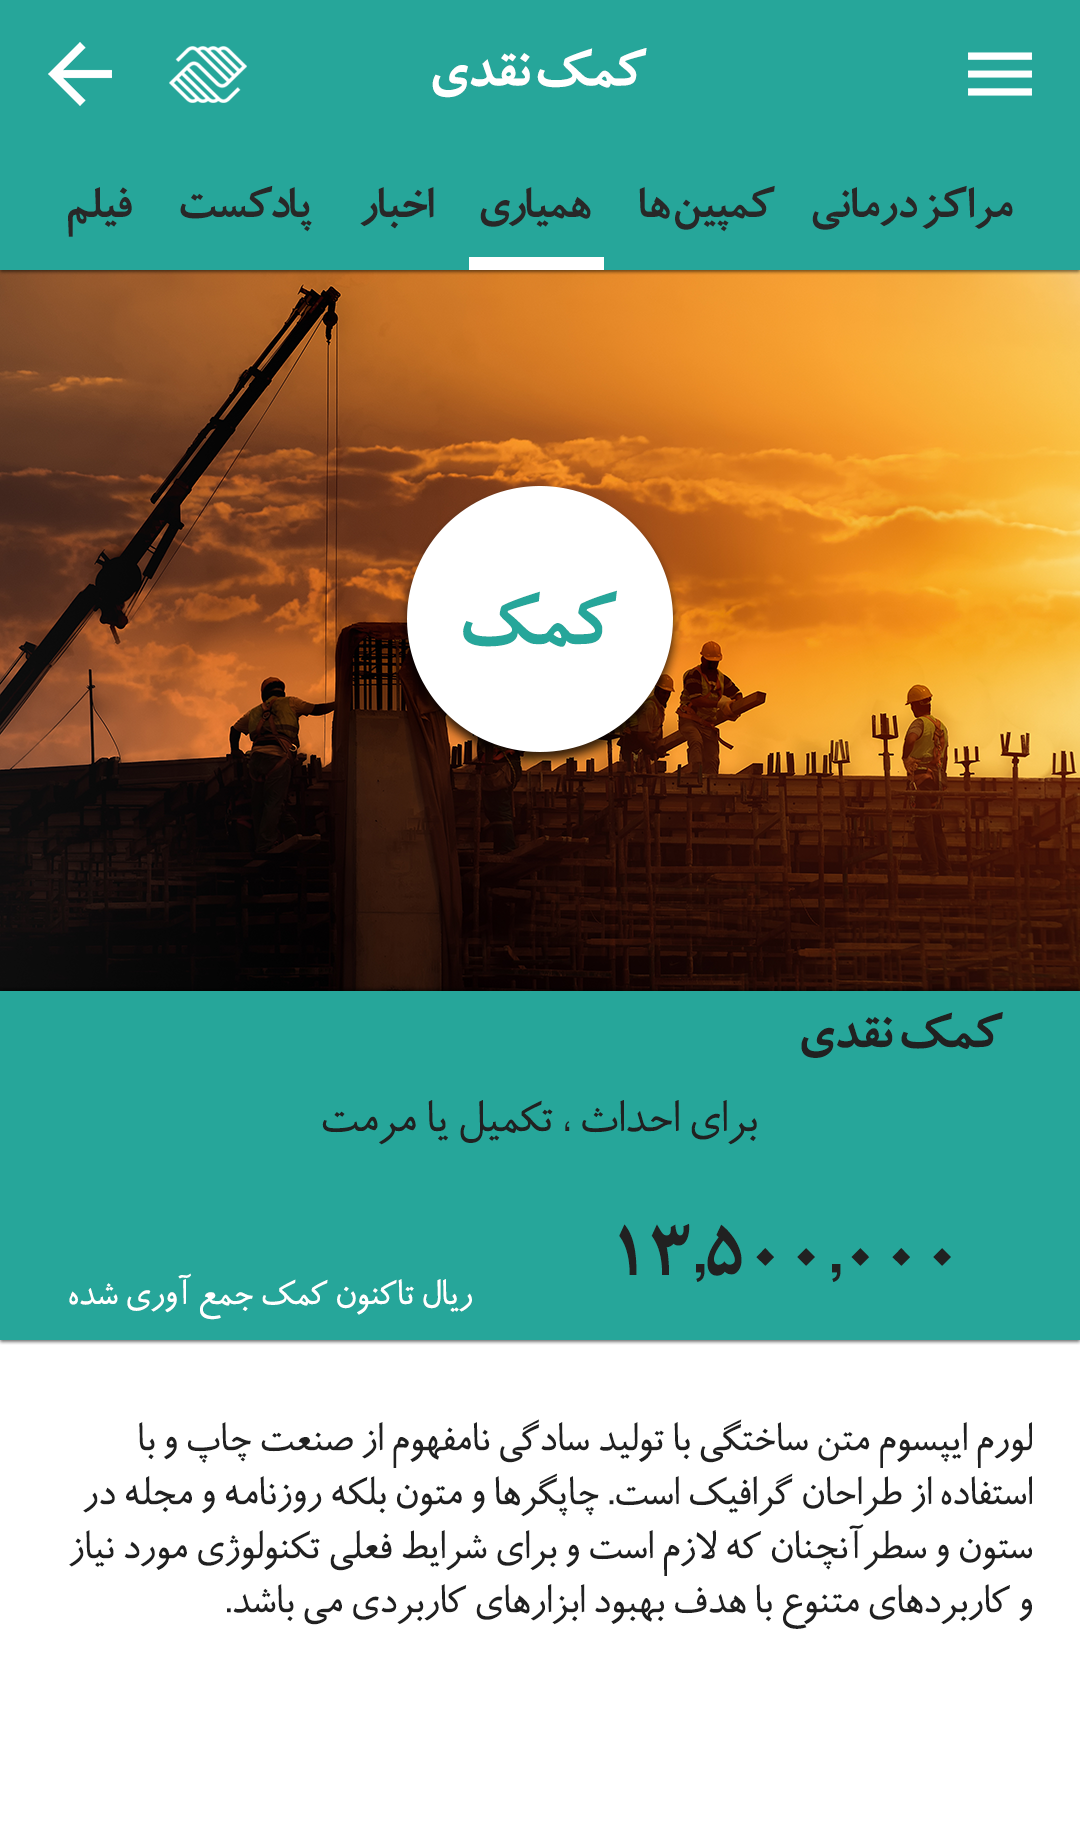 کمک نقدی
مراکز درمانی کمپین‌ها همیاری اخبار پادکست فیلم
کمک
کمک نقدی
برای احداث ، تکمیل یا مرمت
۱۳,۵۰۰,۰۰۰
ریال تاکنون کمک جمع آوری شده
لورم ایپسوم متن ساختگی با تولید سادگی نامفهوم از صنعت چاپ و با
استفاده از طراحان گرافیک است. چاپگرها و متون بلکه روزنامه و مجله در
ستون و سطرآنچنان که لازم است و برای شرایط فعلی تکنولوژی مورد نیاز
و کاربردهای متنوع با هدف بهبود ابزارهای کاربردی می باشد.